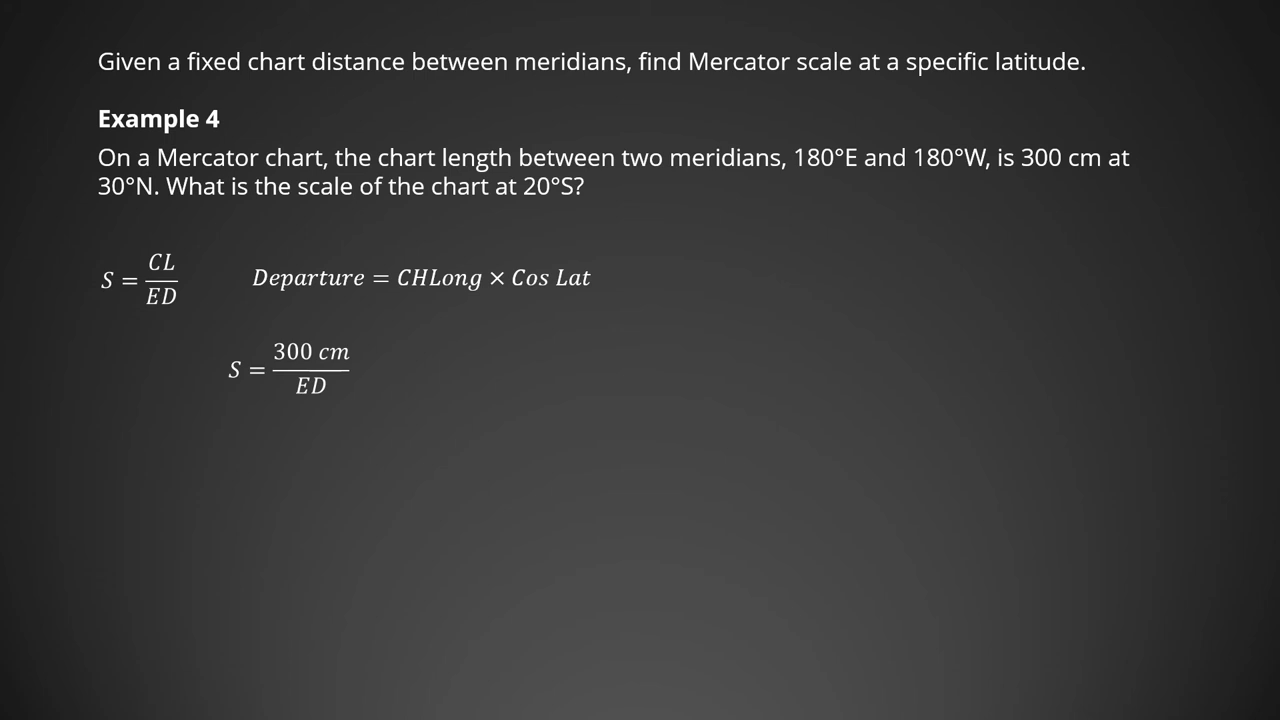 Given a fixed chart distance between meridians, find Mercator scale at a specific latitude.
Example 4
On a Mercator chart, the chart length between two meridians, 180°E and 180°W, is 300 cm at
30°N. What is the scale of the chart at 20°S?
S = CL/ED    Departure = CHLong × Cos Lat
S = 300 cm/ED